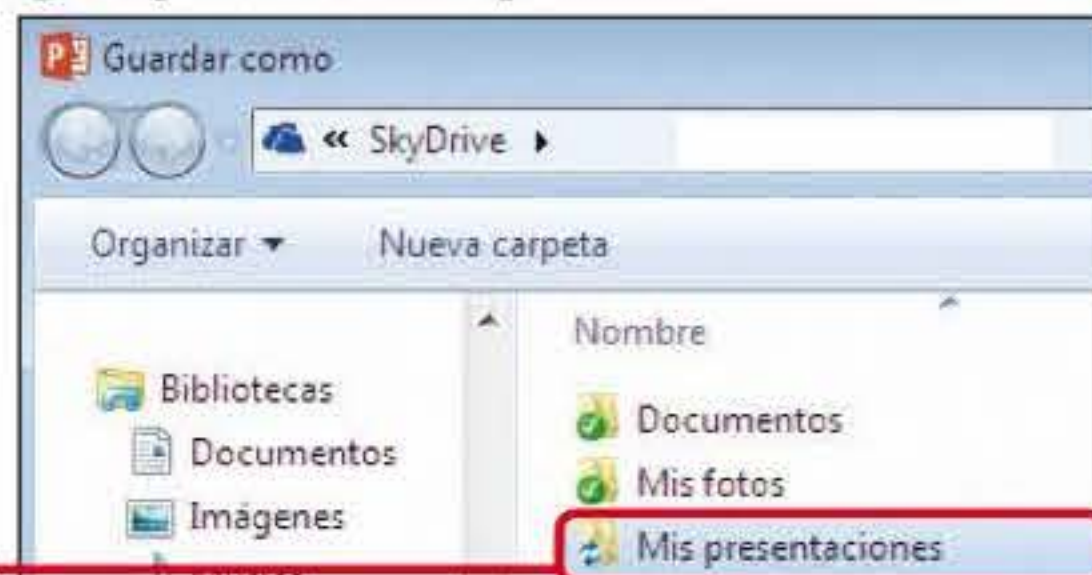 Guardar como
« SkyDrive
Organizar
Nueva carpeta
Nombre
Bibliotecas
Documentos
Imágenes
Documentos
Mis fotos
Mis presentaciones